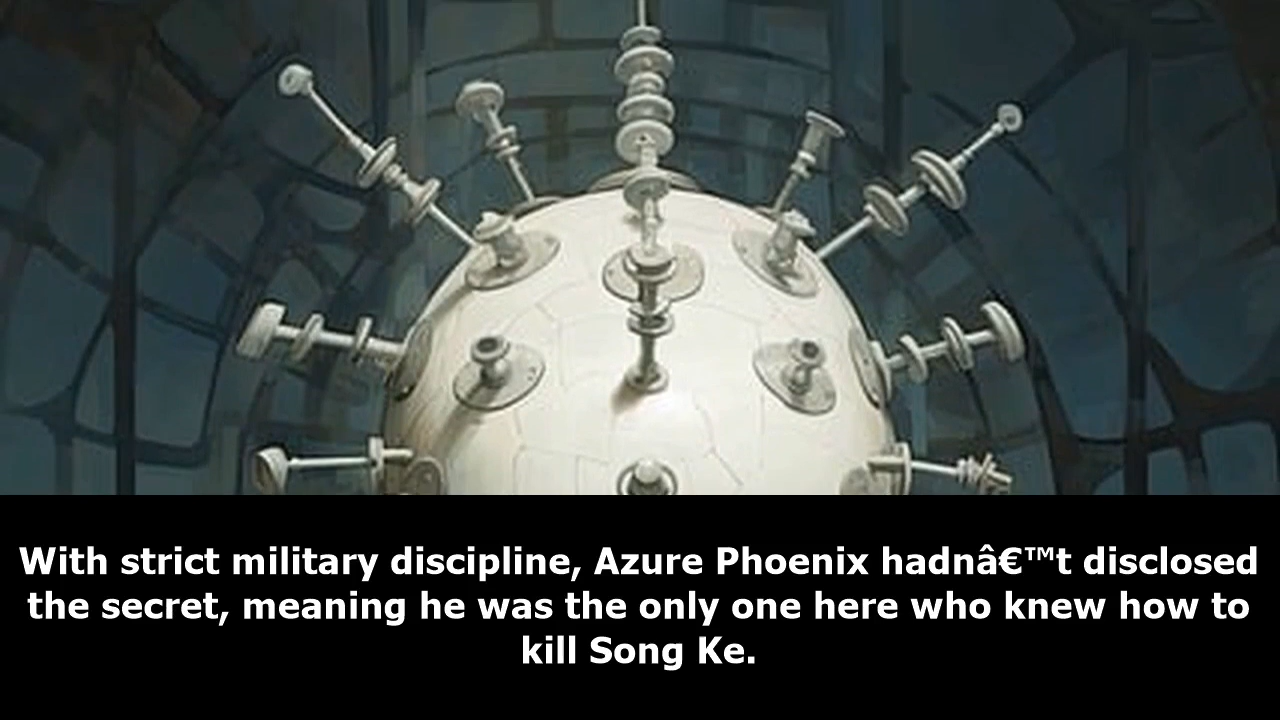 With strict military discipline, Azure Phoenix hadnâ€™t disclosed
the secret, meaning he was the only one here who knew how to
kill Song Ke.